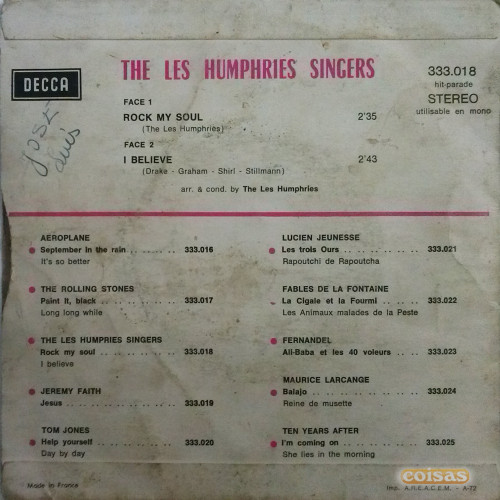 DECCA
THE LES HUMPHRIES SINGERS
333.018
hit-parade
STEREO
utilisable en mono
FACE 1
ROCK MY SOUL 2'35
(The Les Humphries)
FACE 2
I BELIEVE 2'43
(Drake - Graham - Shirl - Stillmann)
arr. & cond. by The Les Humphries
José
Luis
AEROPLANE
September in the rain .. .. .. 333.016
It's so better
THE ROLLING STONES
Paint it, black .. .. .. .. 333.017
Long long while
THE LES HUMPRIES SINGERS
Rock my soul .. .. .. .. 333.018
I believe
JEREMY FAITH
Jesus .. .. .. .. .. .. 333.019
TOM JONES
Help yourself .. .. .. .. 333.020
Day by day
LUCIEN JEUNESSE
Les trois Ours .. .. .. .. 333.021
Rapoutchi de Rapoutcha
FABLES DE LA FONTAINE
La Cigale et la Fourmi .. .. 333.022
Les Animaux malades de la Peste
FERNANDEL
Ali-Baba et les 40 voleurs .. .. 333.023
MAURICE LARCANGE
Balajo .. .. .. .. .. .. 333.024
Reine de musette
TEN YEARS AFTER
I'm coming on .. .. .. .. 333.025
She lies in the morning
Made in France
coisas
Imp. A.R.E.A.C.E.M. - A-72